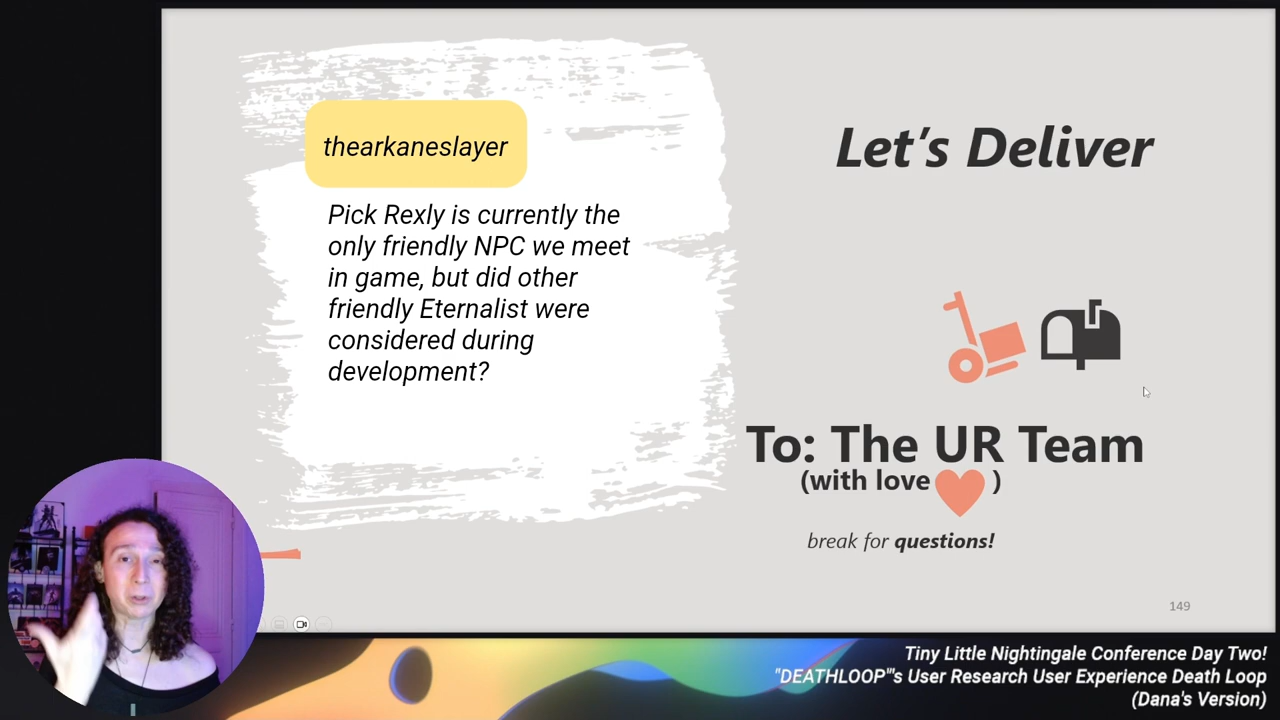 thearkaneslayer
Pick Rexly is currently the
only friendly NPC we meet
in game, but did other
friendly Eternalist were
considered during
development?
Let's Deliver
To: The UR Team
(with love )
break for questions!
149
Tiny Little Nightingale Conference Day Two!
"DEATHLOOP"'s User Research User Experience Death Loop
(Dana's Version)